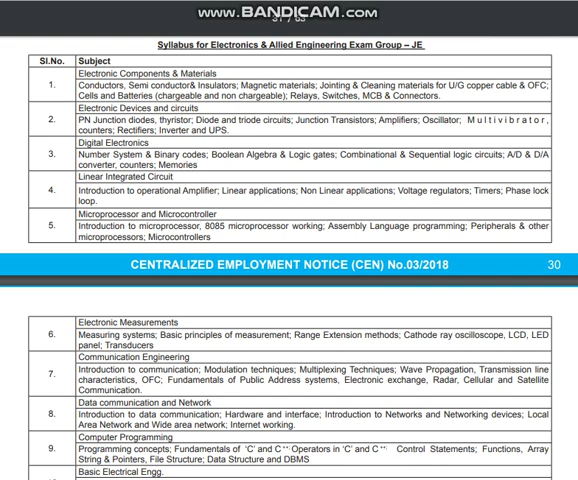 www.BANDICAM.com
31 / 63
Syllabus for Electronics & Allied Engineering Exam Group – JE
Sl.No. Subject
Electronic Components & Materials
1. Conductors, Semi conductor& Insulators; Magnetic materials; Jointing & Cleaning materials for U/G copper cable & OFC;
Cells and Batteries (chargeable and non chargeable); Relays, Switches, MCB & Connectors.
Electronic Devices and circuits
2. PN Junction diodes, thyristor; Diode and triode circuits; Junction Transistors; Amplifiers; Oscillator; M u l t i v i b r a t o r ,
counters; Rectifiers; Inverter and UPS.
Digital Electronics
3. Number System & Binary codes; Boolean Algebra & Logic gates; Combinational & Sequential logic circuits; A/D & D/A
converter, counters; Memories
Linear Integrated Circuit
4. Introduction to operational Amplifier; Linear applications; Non Linear applications; Voltage regulators; Timers; Phase lock
loop.
Microprocessor and Microcontroller
5. Introduction to microprocessor, 8085 microprocessor working; Assembly Language programming; Peripherals & other
microprocessors; Microcontrollers
CENTRALIZED EMPLOYMENT NOTICE (CEN) No.03/2018 30
Electronic Measurements
6. Measuring systems; Basic principles of measurement; Range Extension methods; Cathode ray oscilloscope, LCD, LED
panel; Transducers
Communication Engineering
7. Introduction to communication; Modulation techniques; Multiplexing Techniques; Wave Propagation, Transmission line
characteristics, OFC; Fundamentals of Public Address systems, Electronic exchange, Radar, Cellular and Satellite
Communication.
Data communication and Network
8. Introduction to data communication; Hardware and interface; Introduction to Networks and Networking devices; Local
Area Network and Wide area network; Internet working.
Computer Programming
9. Programming concepts; Fundamentals of 'C' and C ++; Operators in 'C' and C ++; Control Statements; Functions, Array
String & Pointers, File Structure; Data Structure and DBMS
Basic Electrical Engg.